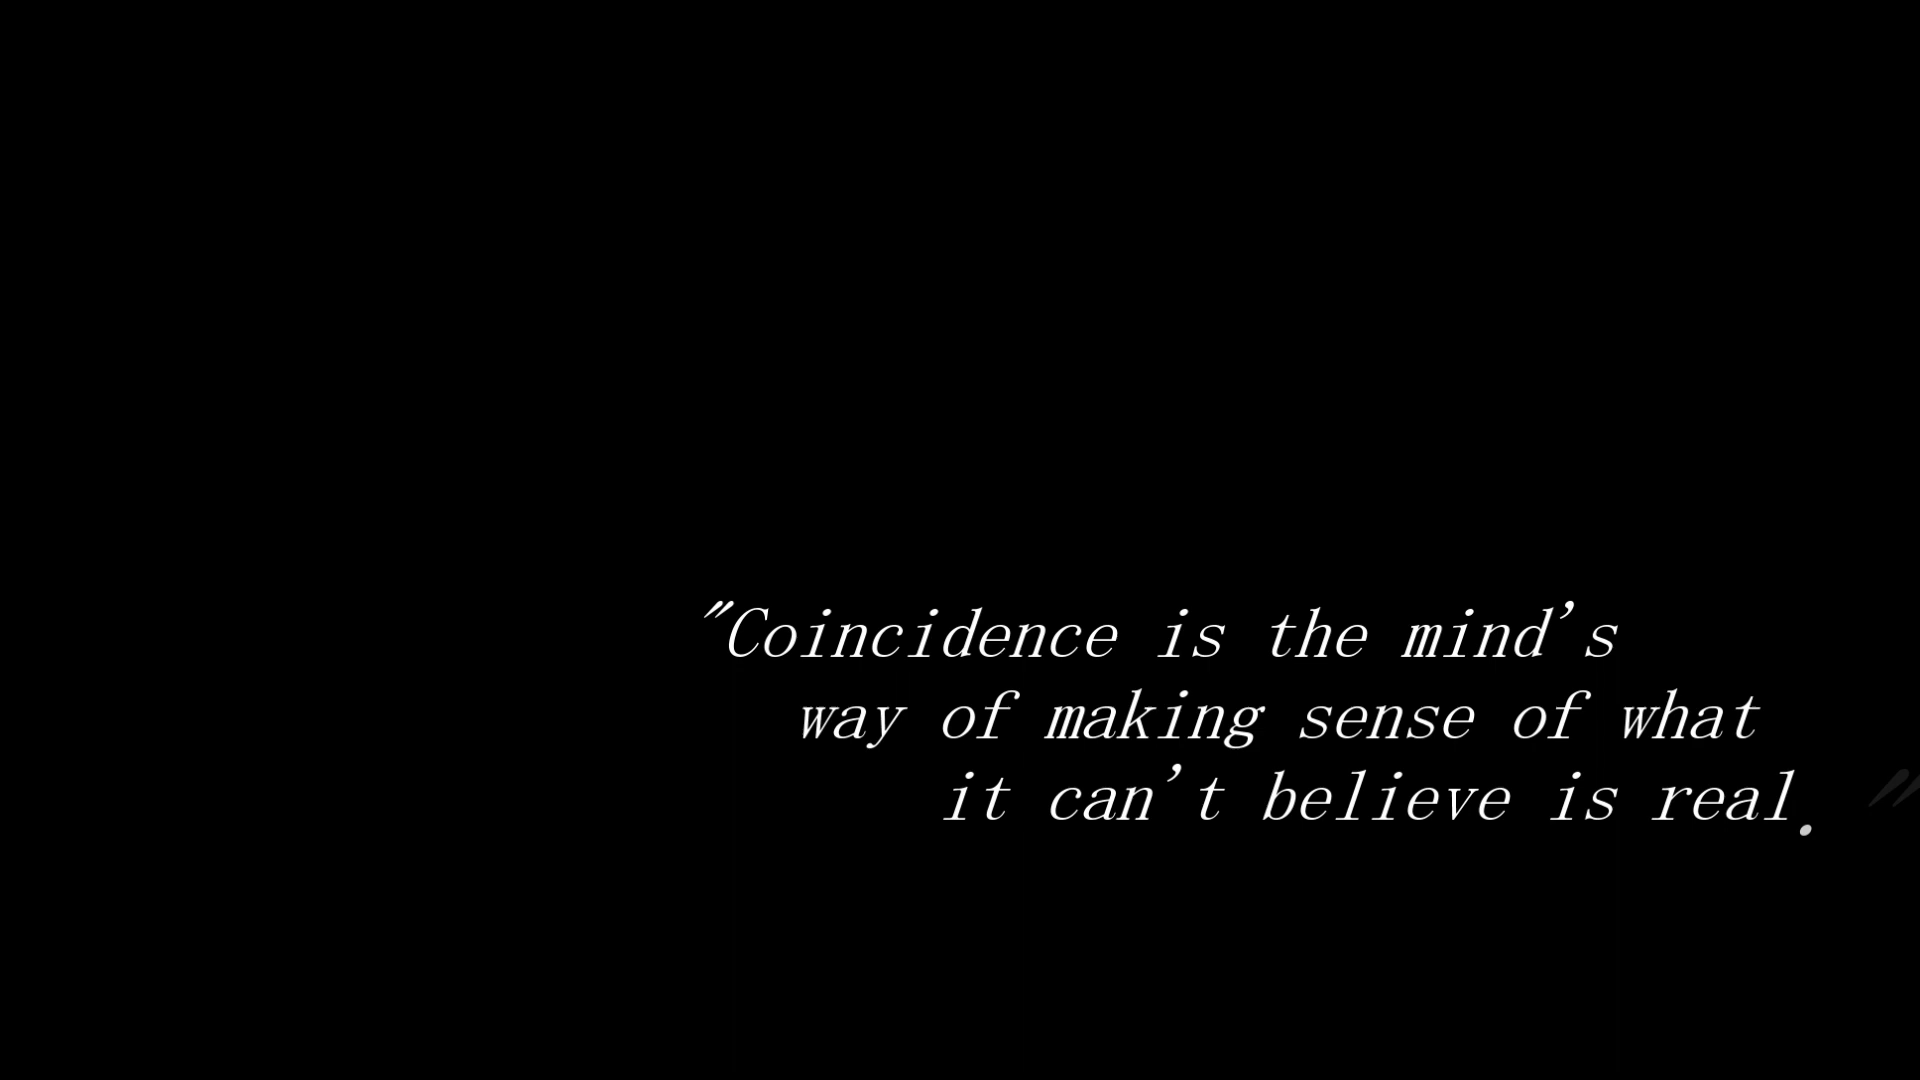 "Coincidence is the mind's
way of making sense of what
it can't believe is real."